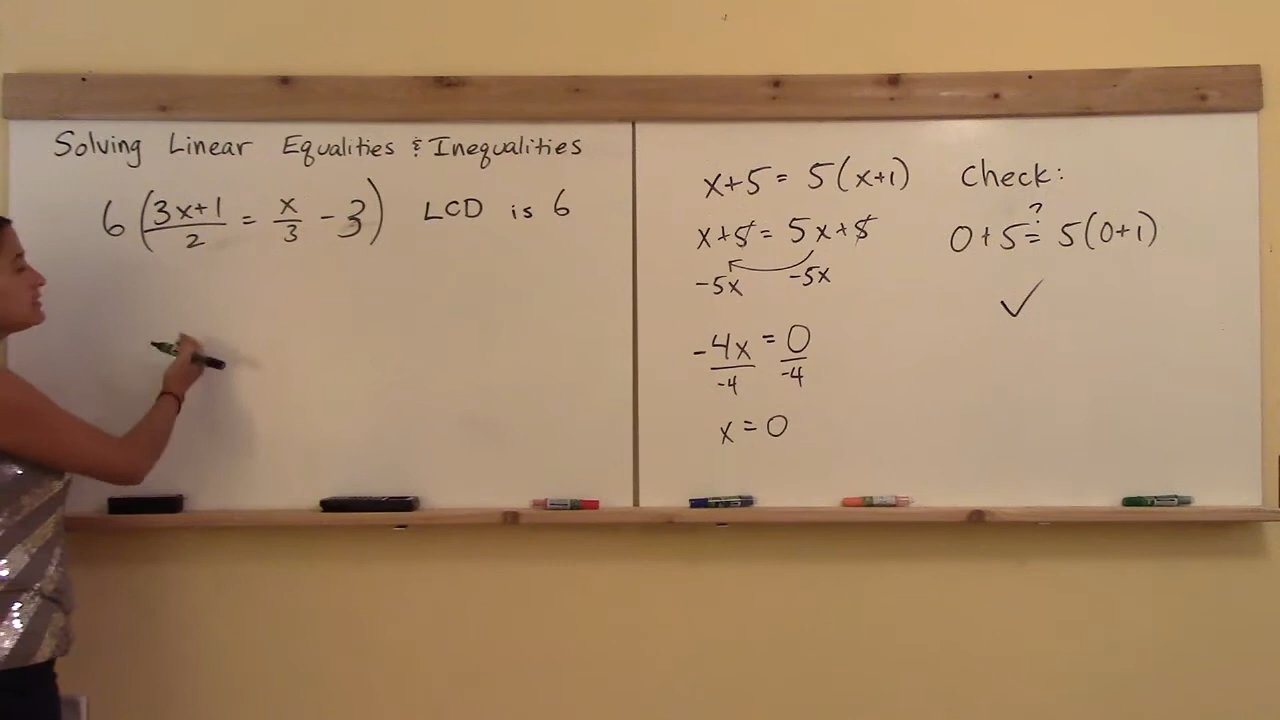 Solving Linear Equalities & Inequalities
6(3x+1/2 = x/3 - 3) LCD is 6
x+5 = 5(x+1)
x+5 = 5x+5
-5x -5x
-4x/-4 = 0/-4
x = 0
Check:
0+5 ?= 5(0+1)
✓